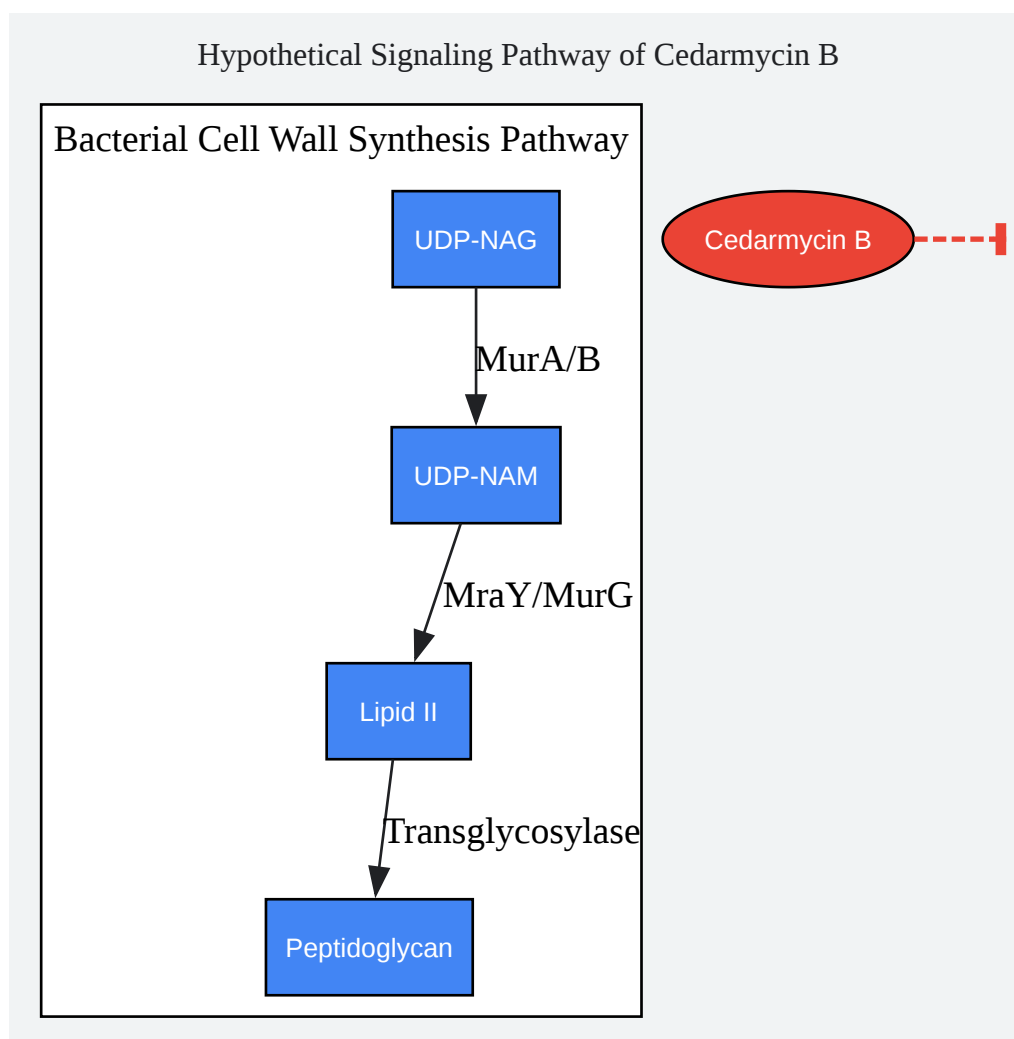 Hypothetical Signaling Pathway of Cedarmycin B
Bacterial Cell Wall Synthesis Pathway
UDP-NAG
Cedarmycin B
MurA/B
UDP-NAM
MraY/MurG
Lipid II
Transglycosylase
Peptidoglycan